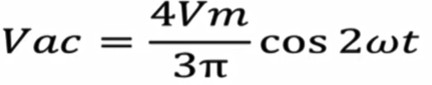 Vac = 4Vm / 3π cos 2ωt